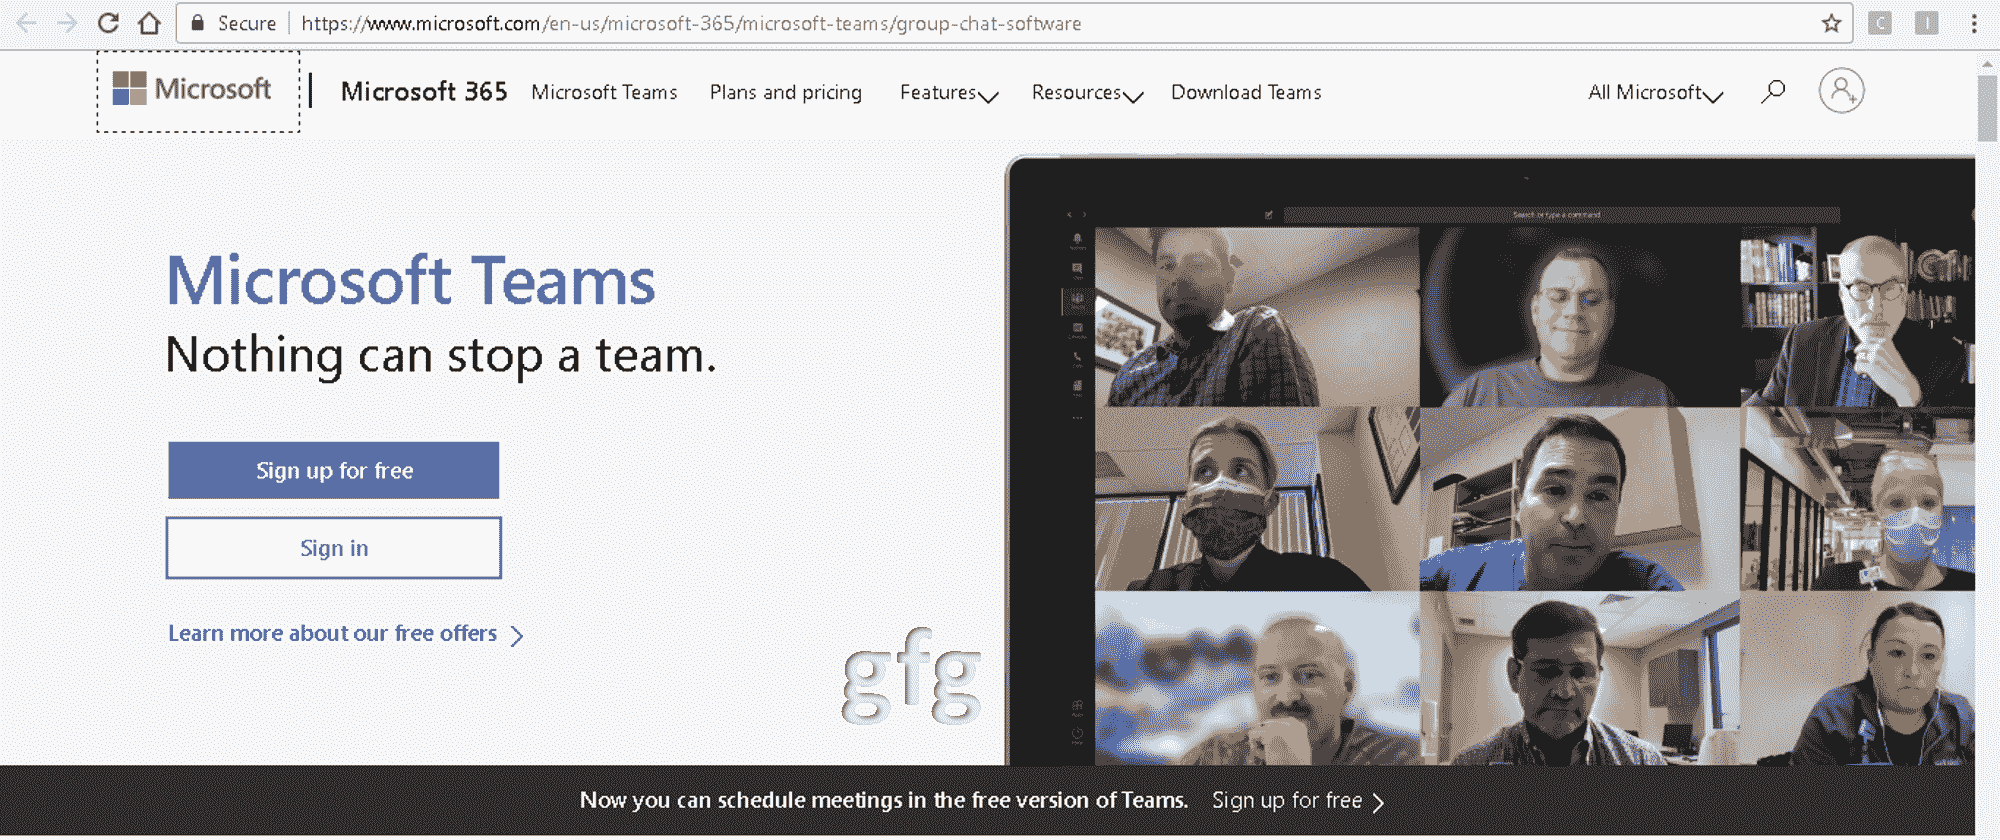 Secure https://www.microsoft.com/en-us/microsoft-365/microsoft-teams/group-chat-software
C I
Microsoft Microsoft 365 Microsoft Teams Plans and pricing Features Resources Download Teams All Microsoft
Search or type a command
Microsoft Teams
Nothing can stop a team.
Sign up for free
Sign in
Learn more about our free offers
gfg
Now you can schedule meetings in the free version of Teams. Sign up for free